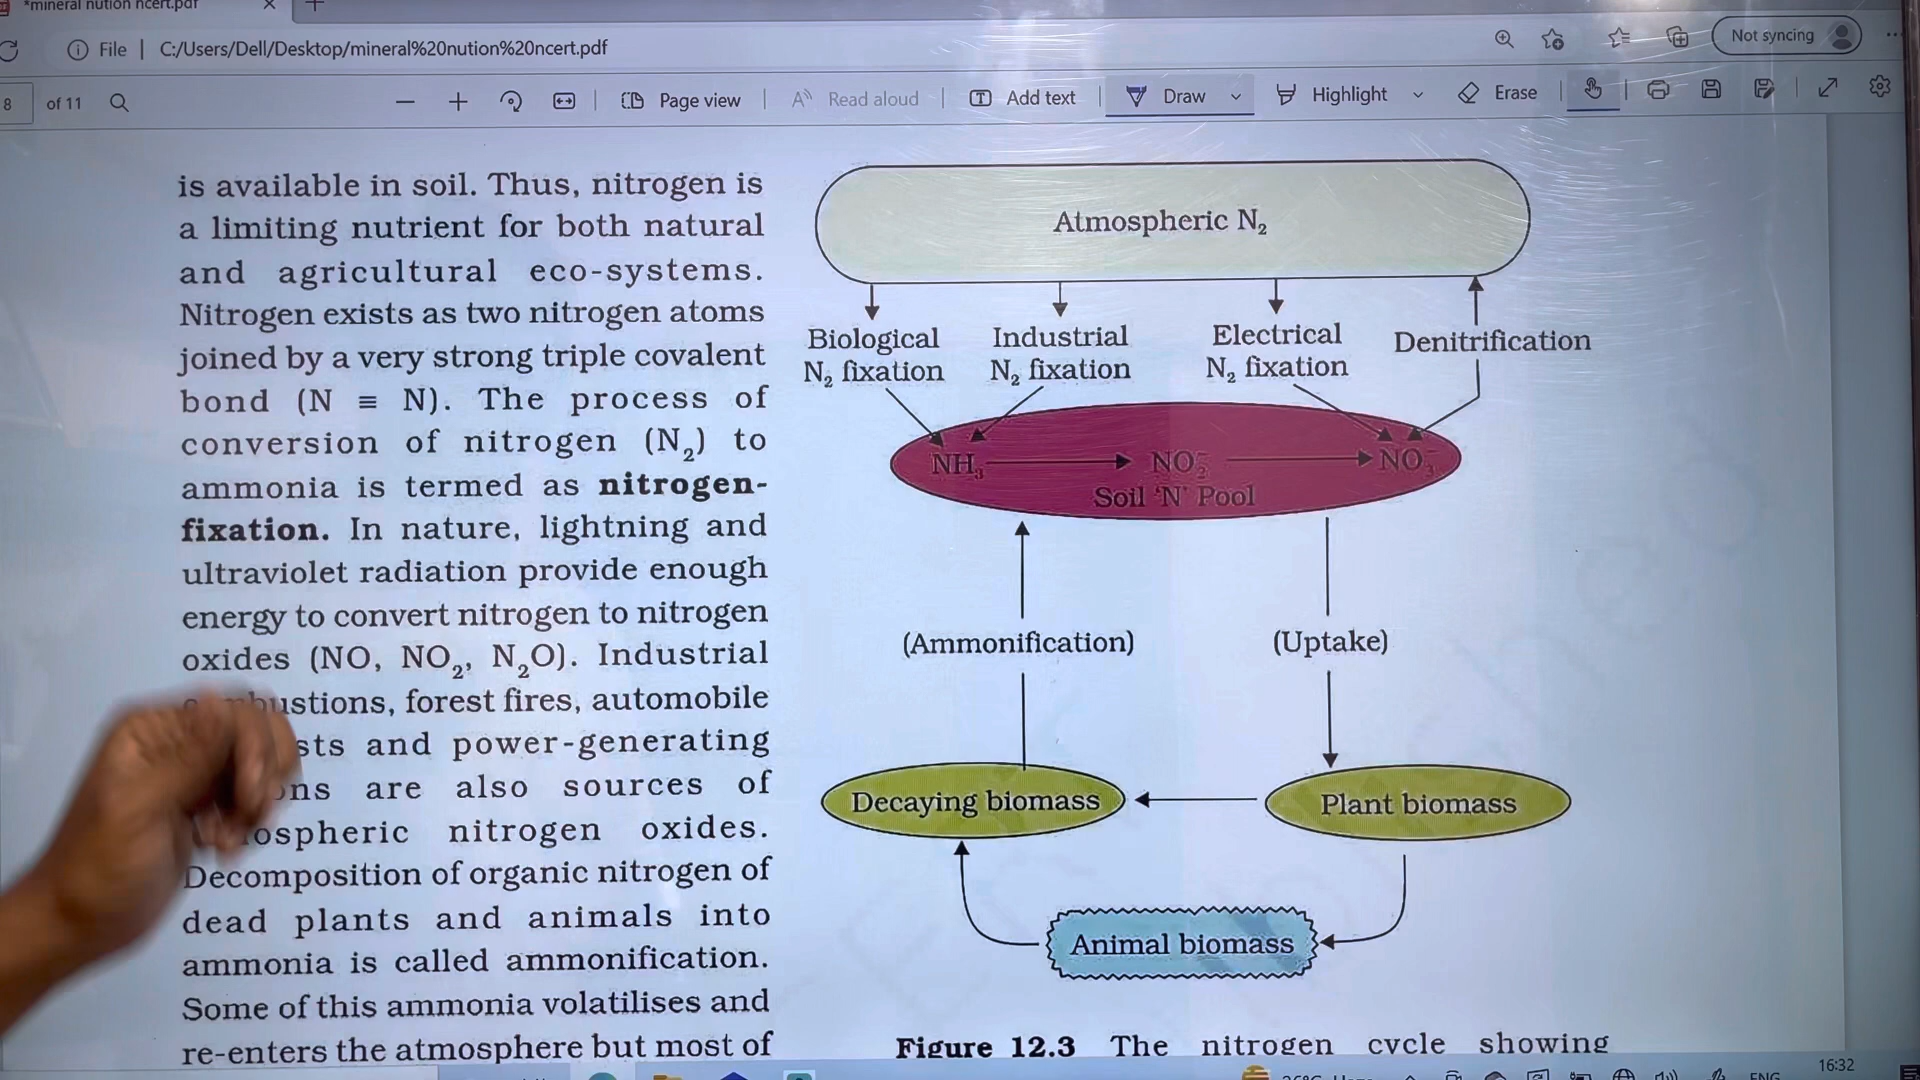 *mineral nution ncert.pdf
File | C:/Users/Dell/Desktop/mineral%20nution%20ncert.pdf
Not syncing
8 of 11
Page view
Read aloud
Add text
Draw
Highlight
Erase
is available in soil. Thus, nitrogen is
a limiting nutrient for both natural
and agricultural eco-systems.
Nitrogen exists as two nitrogen atoms
joined by a very strong triple covalent
bond (N ≡ N). The process of
conversion of nitrogen (N₂) to
ammonia is termed as nitrogen-
fixation. In nature, lightning and
ultraviolet radiation provide enough
energy to convert nitrogen to nitrogen
oxides (NO, NO₂, N₂O). Industrial
forest fires, automobile
and power-generating
are also sources of
nitrogen oxides.
Decomposition of organic nitrogen of
dead plants and animals into
ammonia is called ammonification.
Some of this ammonia volatilises and
re-enters the atmosphere but most of
Atmospheric N₂
Biological
N₂ fixation
Industrial
N₂ fixation
Electrical
N₂ fixation
Denitrification
NH₃
NO₂⁻
NO₃⁻
Soil 'N' Pool
(Ammonification)
(Uptake)
Decaying biomass
Plant biomass
Animal biomass
Figure 12.3 The nitrogen cycle showing
16:32
ENG